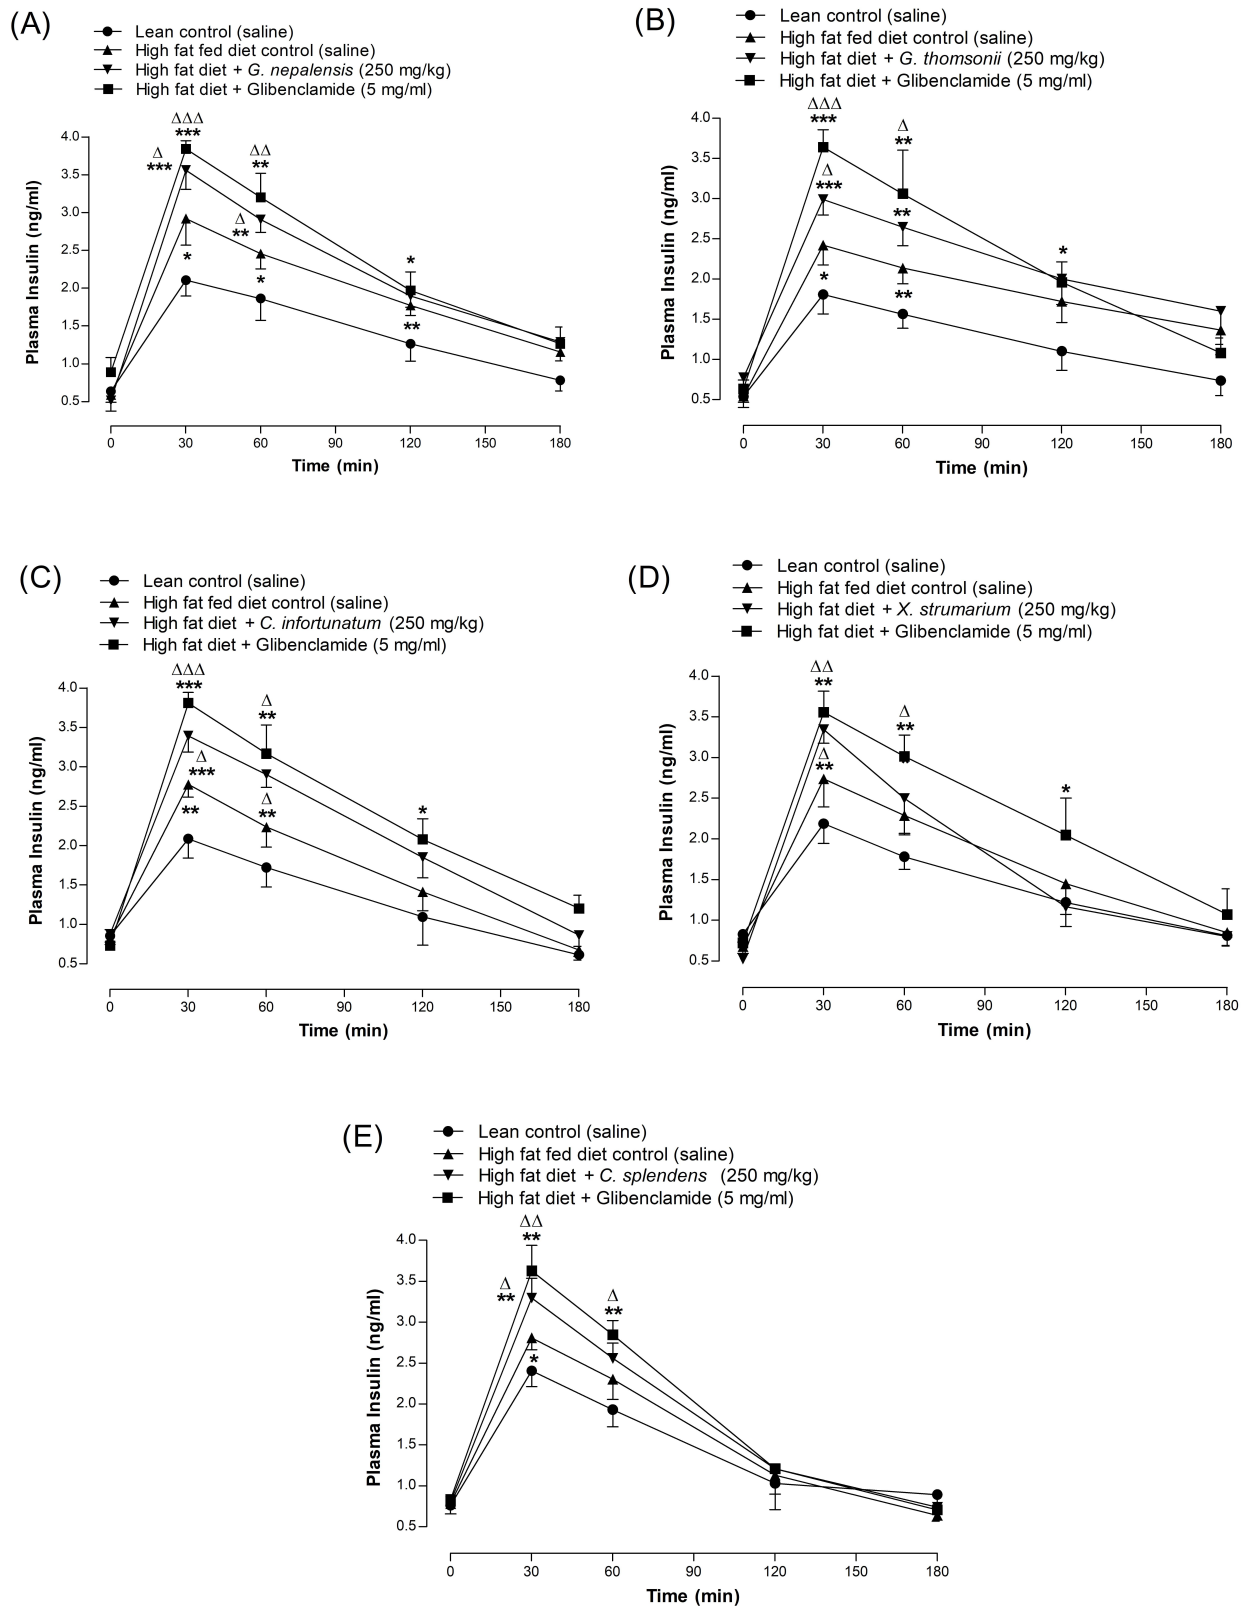 (A)
Lean control (saline)
High fat fed diet control (saline)
High fat diet + G. nepalensis (250 mg/kg)
High fat diet + Glibenclamide (5 mg/ml)
Δ Δ Δ
***
Δ
***
Δ Δ
**
Δ
**
*
*
*
**
4.0
3.5
3.0
2.5
2.0
1.5
1.0
0.5
Plasma Insulin (ng/ml)
0 30 60 90 120 150 180
Time (min)
(B)
Lean control (saline)
High fat fed diet control (saline)
High fat diet + G. thomsonii (250 mg/kg)
High fat diet + Glibenclamide (5 mg/ml)
Δ Δ Δ
***
Δ
**
Δ
***
**
*
*
**
4.0
3.5
3.0
2.5
2.0
1.5
1.0
0.5
Plasma Insulin (ng/ml)
0 30 60 90 120 150 180
Time (min)
(C)
Lean control (saline)
High fat fed diet control (saline)
High fat diet + C. infortunatum (250 mg/kg)
High fat diet + Glibenclamide (5 mg/ml)
Δ Δ Δ
***
Δ
**
Δ
***
Δ
**
**
*
4.0
3.5
3.0
2.5
2.0
1.5
1.0
0.5
Plasma Insulin (ng/ml)
0 30 60 90 120 150 180
Time (min)
(D)
Lean control (saline)
High fat fed diet control (saline)
High fat diet + X. strumarium (250 mg/kg)
High fat diet + Glibenclamide (5 mg/ml)
Δ Δ
**
Δ
**
Δ
**
*
4.0
3.5
3.0
2.5
2.0
1.5
1.0
0.5
Plasma Insulin (ng/ml)
0 30 60 90 120 150 180
Time (min)
(E)
Lean control (saline)
High fat fed diet control (saline)
High fat diet + C. splendens (250 mg/kg)
High fat diet + Glibenclamide (5 mg/ml)
Δ Δ
**
Δ
**
Δ
**
*
4.0
3.5
3.0
2.5
2.0
1.5
1.0
0.5
Plasma Insulin (ng/ml)
0 30 60 90 120 150 180
Time (min)